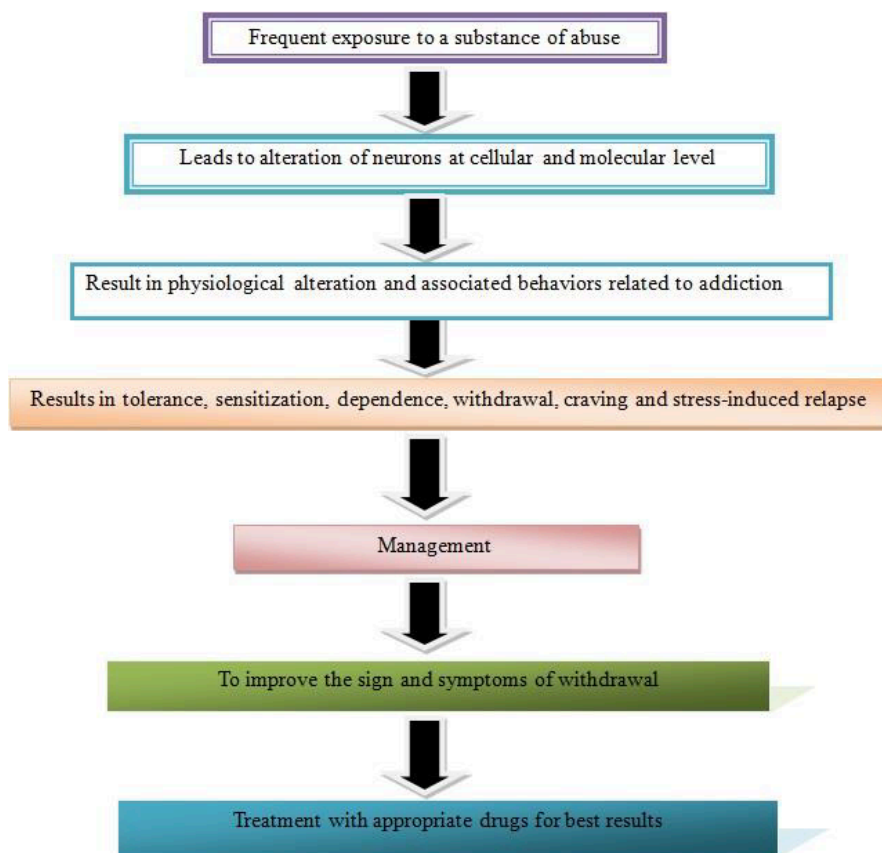 Frequent exposure to a substance of abuse
Leads to alteration of neurons at cellular and molecular level
Result in physiological alteration and associated behaviors related to addiction
Results in tolerance, sensitization, dependence, withdrawal, craving and stress-induced relapse
Management
To improve the sign and symptoms of withdrawal
Treatment with appropriate drugs for best results